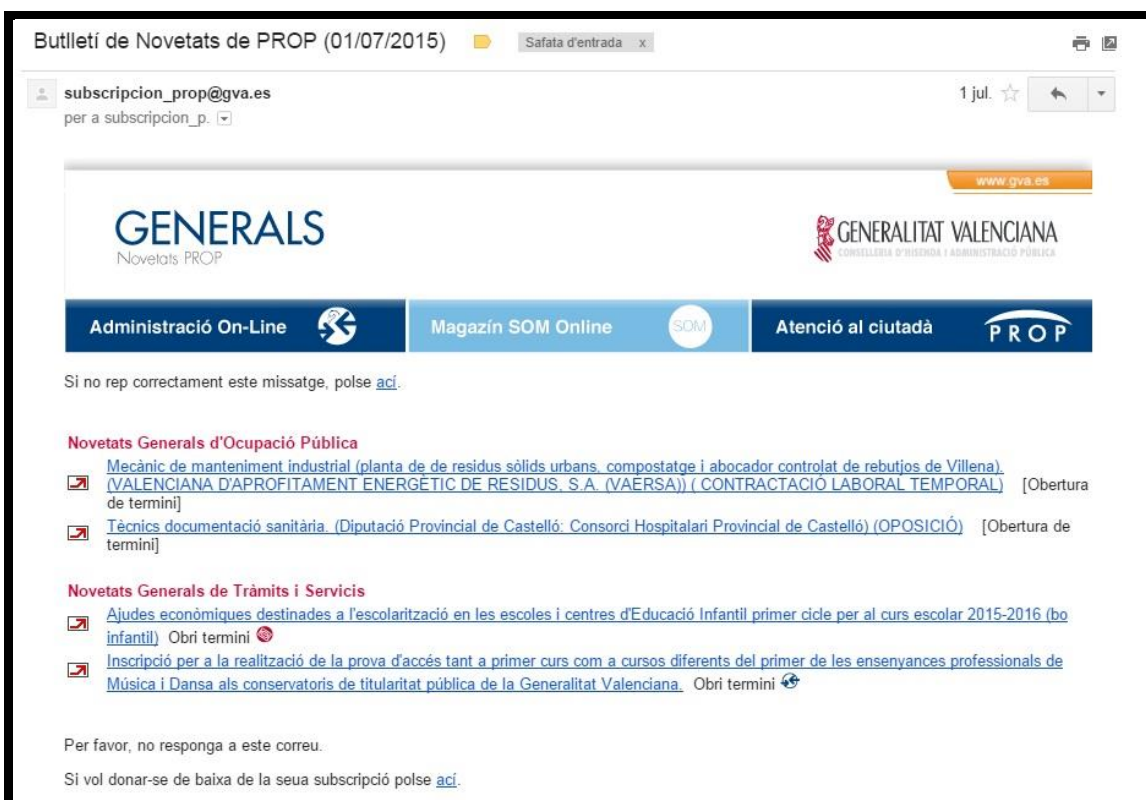 Butlletí de Novetats de PROP (01/07/2015) Safata d'entrada x
subscripcion_prop@gva.es 1 jul.
per a subscripcion_p.
www.gva.es
GENERALS
Novetats PROP
GENERALITAT VALENCIANA
CONSELLERIA D'HISENDA I ADMINISTRACIÓ PÚBLICA
Administració On-Line Magazín SOM Online SOM Atenció al ciutadà PROP
Si no rep correctament este missatge, polse ací.
Novetats Generals d'Ocupació Pública
Mecànic de manteniment industrial (planta de de residus sòlids urbans, compostatge i abocador controlat de rebutjos de Villena).
(VALENCIANA D'APROFITAMENT ENERGÈTIC DE RESIDUS, S.A. (VAERSA)) ( CONTRACTACIÓ LABORAL TEMPORAL) [Obertura
de termini]
Tècnics documentació sanitària. (Diputació Provincial de Castelló: Consorci Hospitalari Provincial de Castelló) (OPOSICIÓ) [Obertura de
termini]
Novetats Generals de Tràmits i Servicis
Ajudes econòmiques destinades a l'escolarització en les escoles i centres d'Educació Infantil primer cicle per al curs escolar 2015-2016 (bo
infantil) Obri termini
Inscripció per a la realització de la prova d'accés tant a primer curs com a cursos diferents del primer de les ensenyances professionals de
Música i Dansa als conservatoris de titularitat pública de la Generalitat Valenciana. Obri termini
Per favor, no responga a este correu.
Si vol donar-se de baixa de la seua subscripció polse ací.